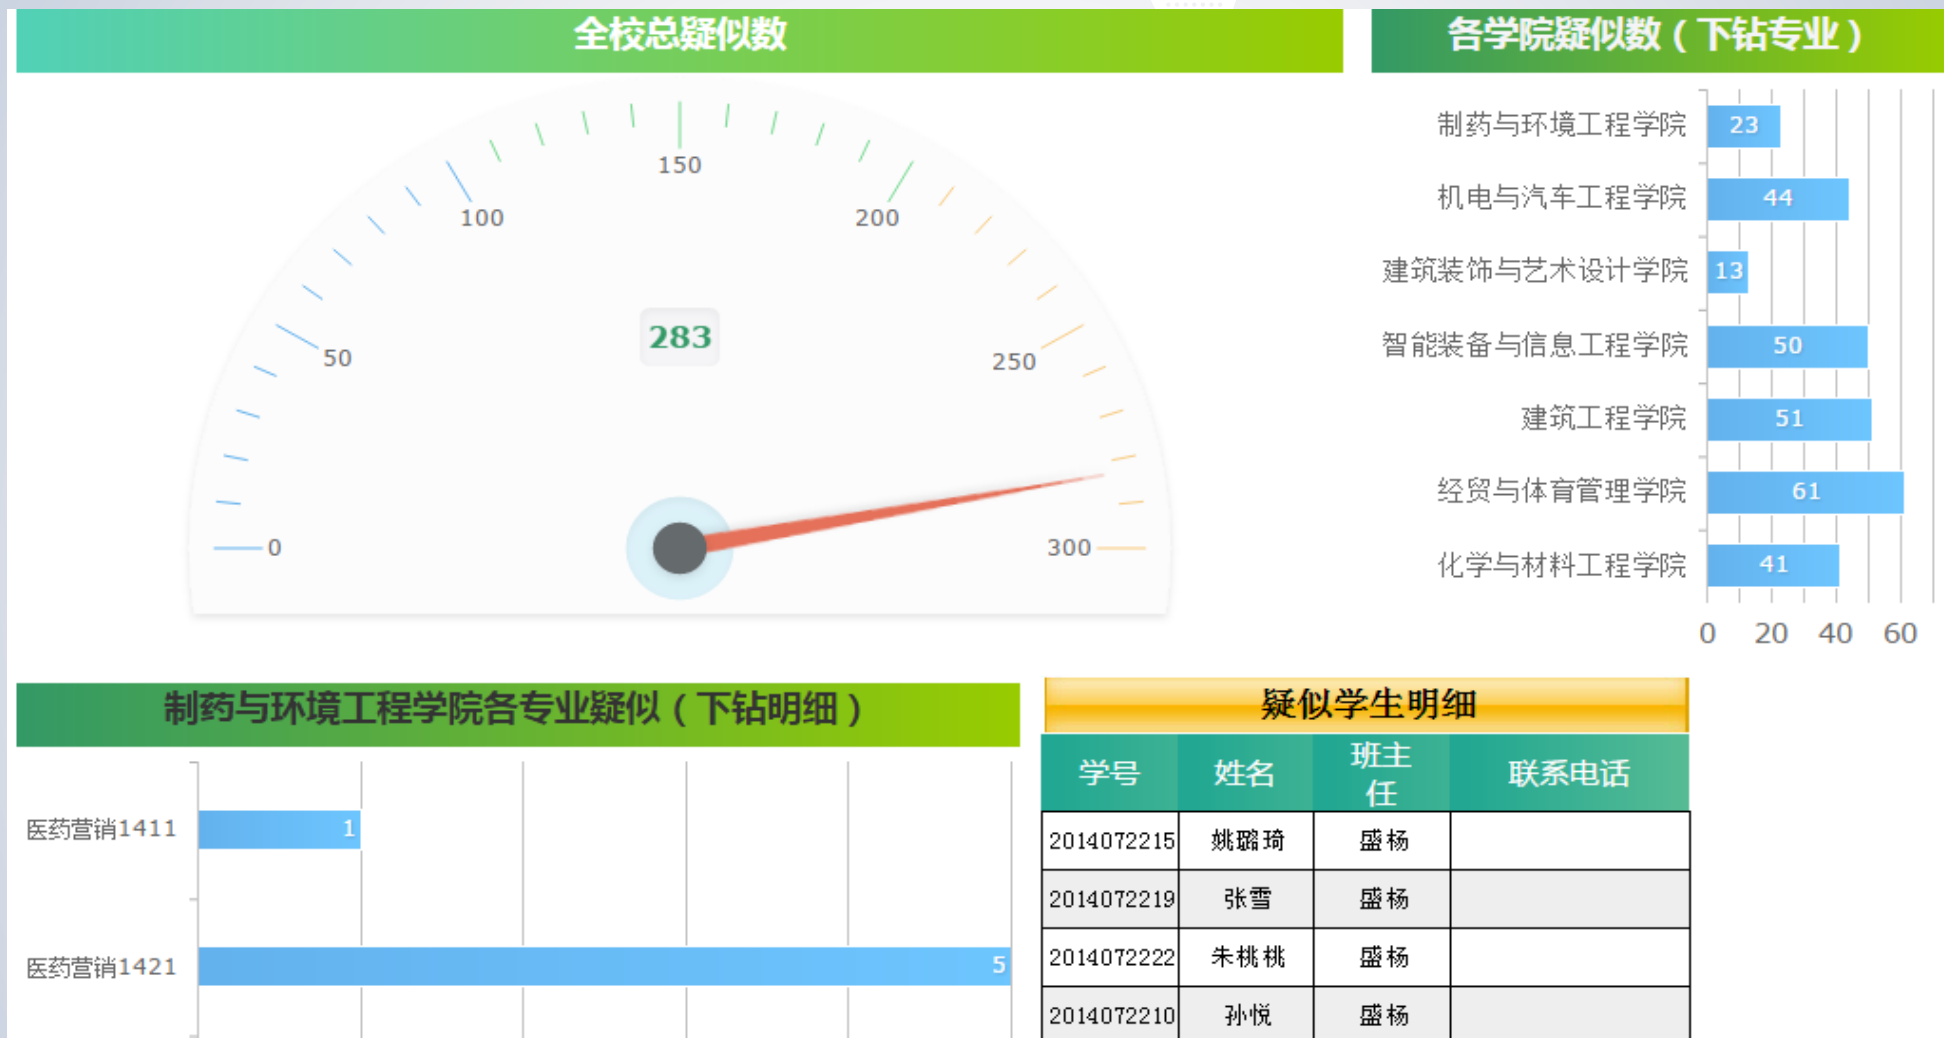 全校总疑似数
150
100
200
50
283
250
0
300
各学院疑似数（下钻专业）
制药与环境工程学院 23
机电与汽车工程学院 44
建筑装饰与艺术设计学院 13
智能装备与信息工程学院 50
建筑工程学院 51
经贸与体育管理学院 61
化学与材料工程学院 41
0 20 40 60
制药与环境工程学院各专业疑似（下钻明细）
医药营销1411 1
医药营销1421 5
疑似学生明细
学号 姓名 班主任 联系电话
2014072215 姚璐琦 盛杨
2014072219 张雪 盛杨
2014072222 朱桃桃 盛杨
2014072210 孙悦 盛杨